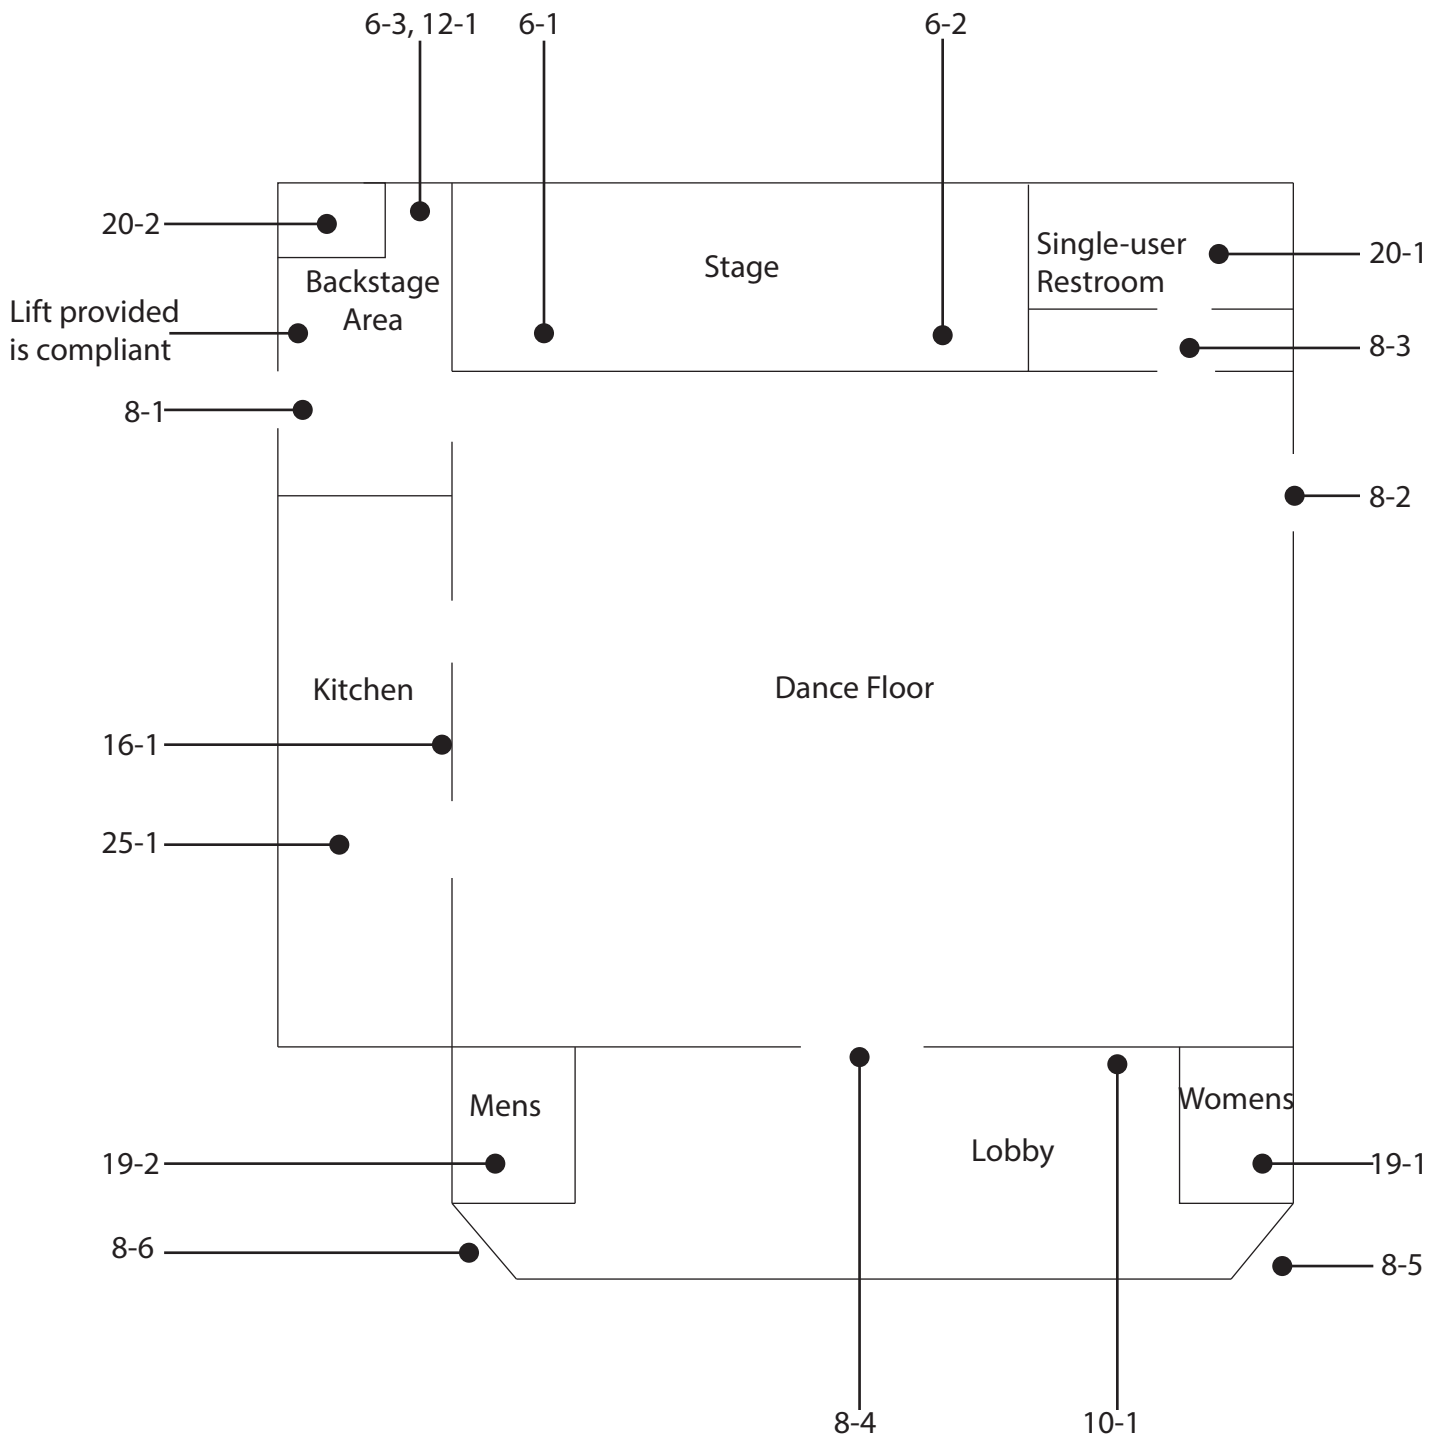 6-3, 12-1
6-1
6-2
20-2
Stage
Single-user
Restroom
20-1
Backstage
Area
Lift provided
is compliant
8-3
8-1
8-2
Kitchen
Dance Floor
16-1
25-1
Mens
Womens
Lobby
19-2
19-1
8-6
8-5
8-4
10-1